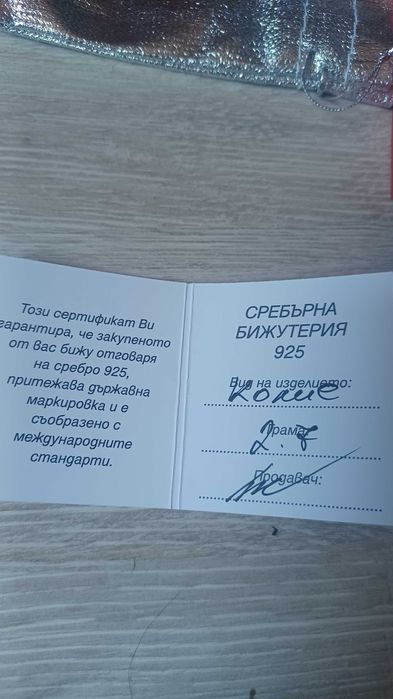 Този сертификат Ви
гарантира, че закупеното
от вас бижу отговаря
на сребро 925,
притежава държавна
маркировка и е
съобразено с
международните
стандарти.
СРЕБЪРНА
БИЖУТЕРИЯ
925
Вид на изделието:
колие
Грама:
2.7
Продавач: